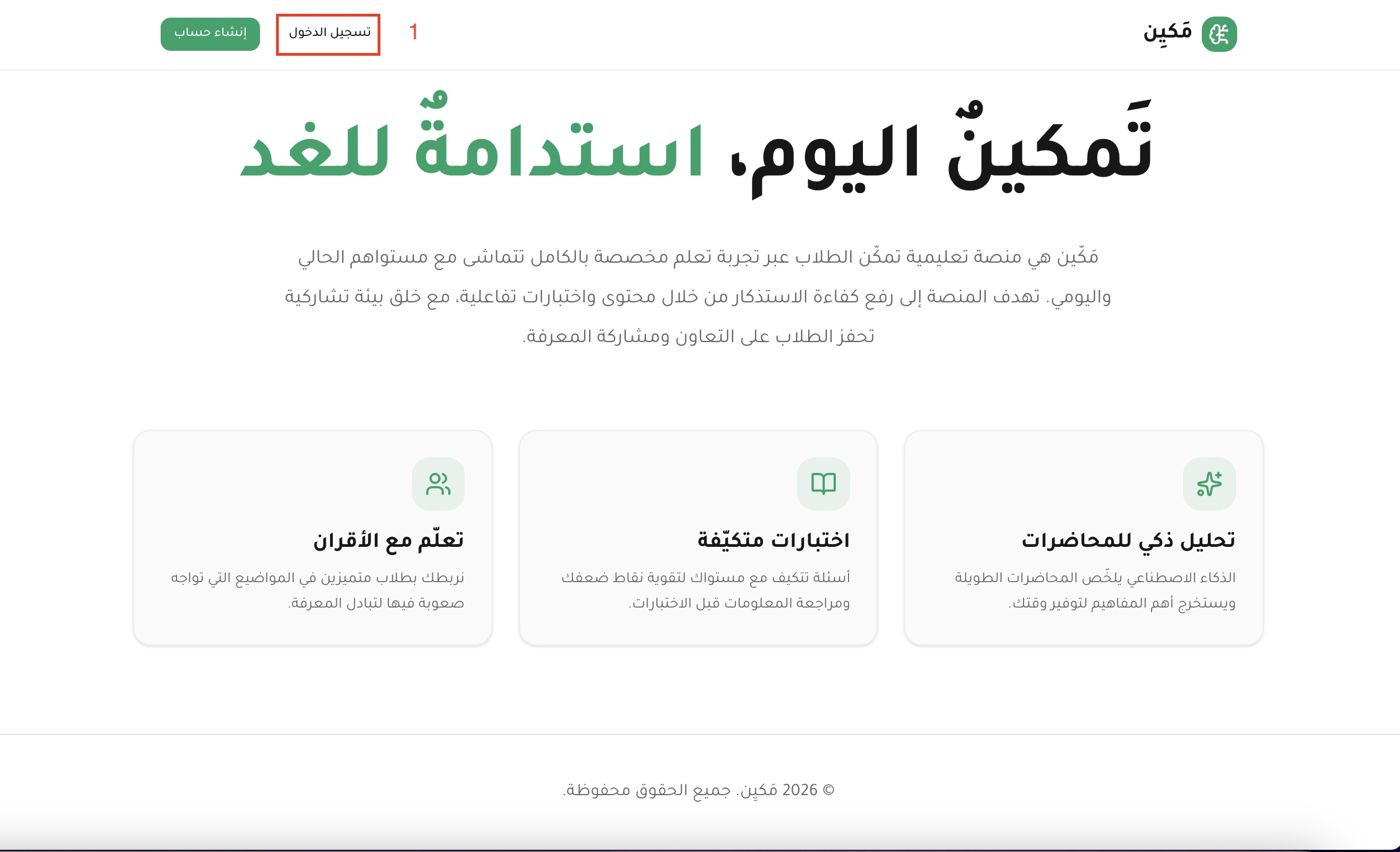 مَكيِن
1
تسجيل الدخول
إنشاء حساب
تَمكينٌ اليوم، استدامةٌ للغد
مَكّين هي منصة تعليمية تمكّن الطلاب عبر تجربة تعلم مخصصة بالكامل تتماشى مع مستواهم الحالي
واليومي. تهدف المنصة إلى رفع كفاءة الاستذكار من خلال محتوى واختبارات تفاعلية، مع خلق بيئة تشاركية
تحفز الطلاب على التعاون ومشاركة المعرفة.
تحليل ذكي للمحاضرات
الذكاء الاصطناعي يلخّص المحاضرات الطويلة
ويستخرج أهم المفاهيم لتوفير وقتك.
اختبارات متكيّفة
أسئلة تتكيف مع مستواك لتقوية نقاط ضعفك
ومراجعة المعلومات قبل الاختبارات.
تعلّم مع الأقران
نربطك بطلاب متميزين في المواضيع التي تواجه
صعوبة فيها لتبادل المعرفة.
© 2026 مَكيِن. جميع الحقوق محفوظة.